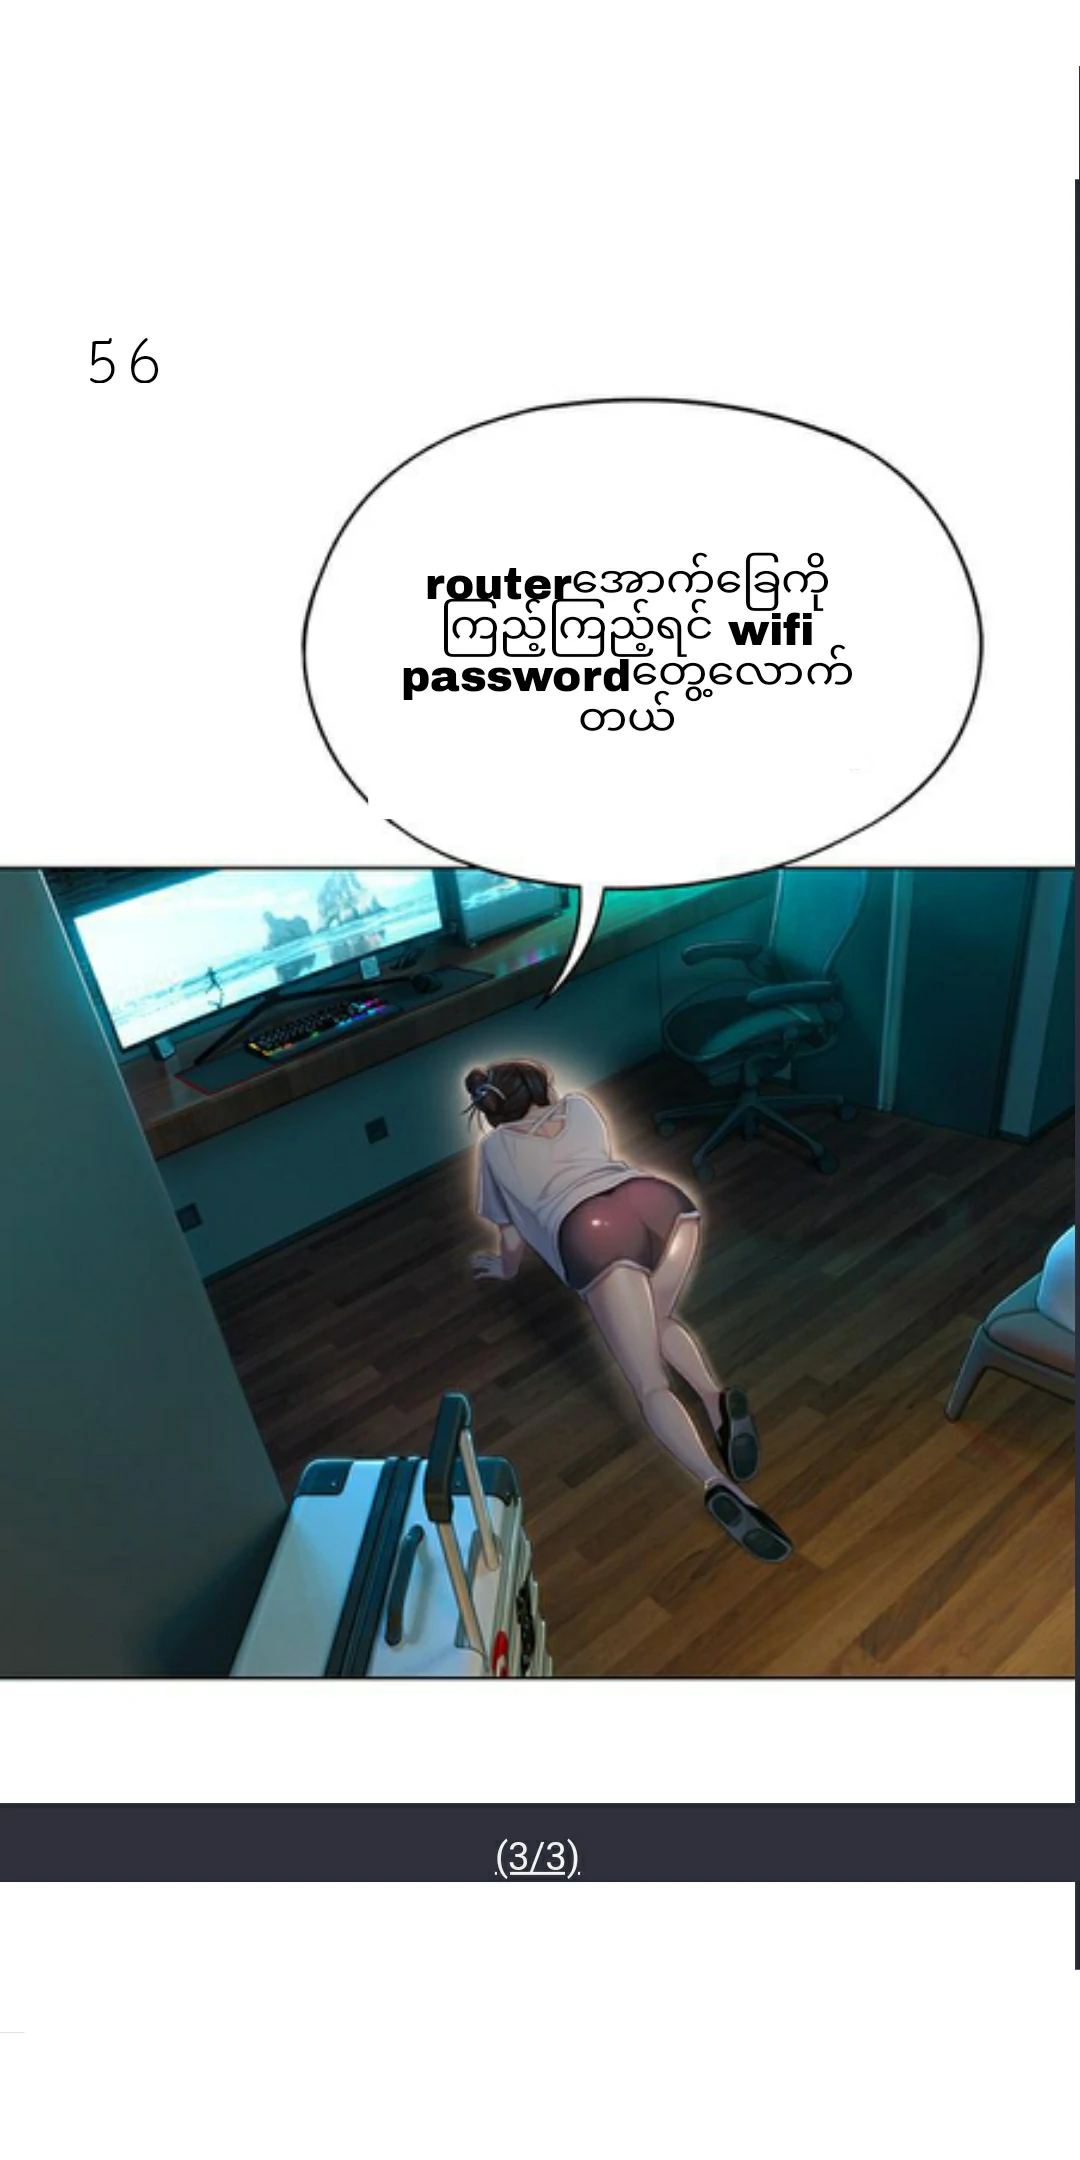 56
routerအောက်ခြေကို
ကြည့်ကြည့်ရင် wifi
passwordတွေ့လောက်
တယ်
(3/3)